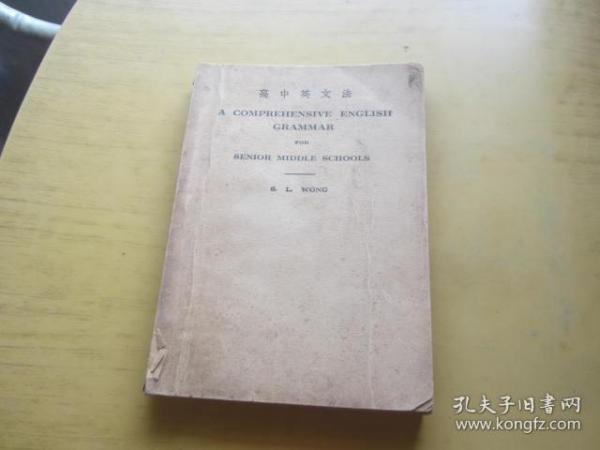 高中英文法
A COMPREHENSIVE ENGLISH
GRAMMAR
FOR
SENIOR MIDDLE SCHOOLS
S. L. WONG
孔夫子旧书网
www.kongfz.com